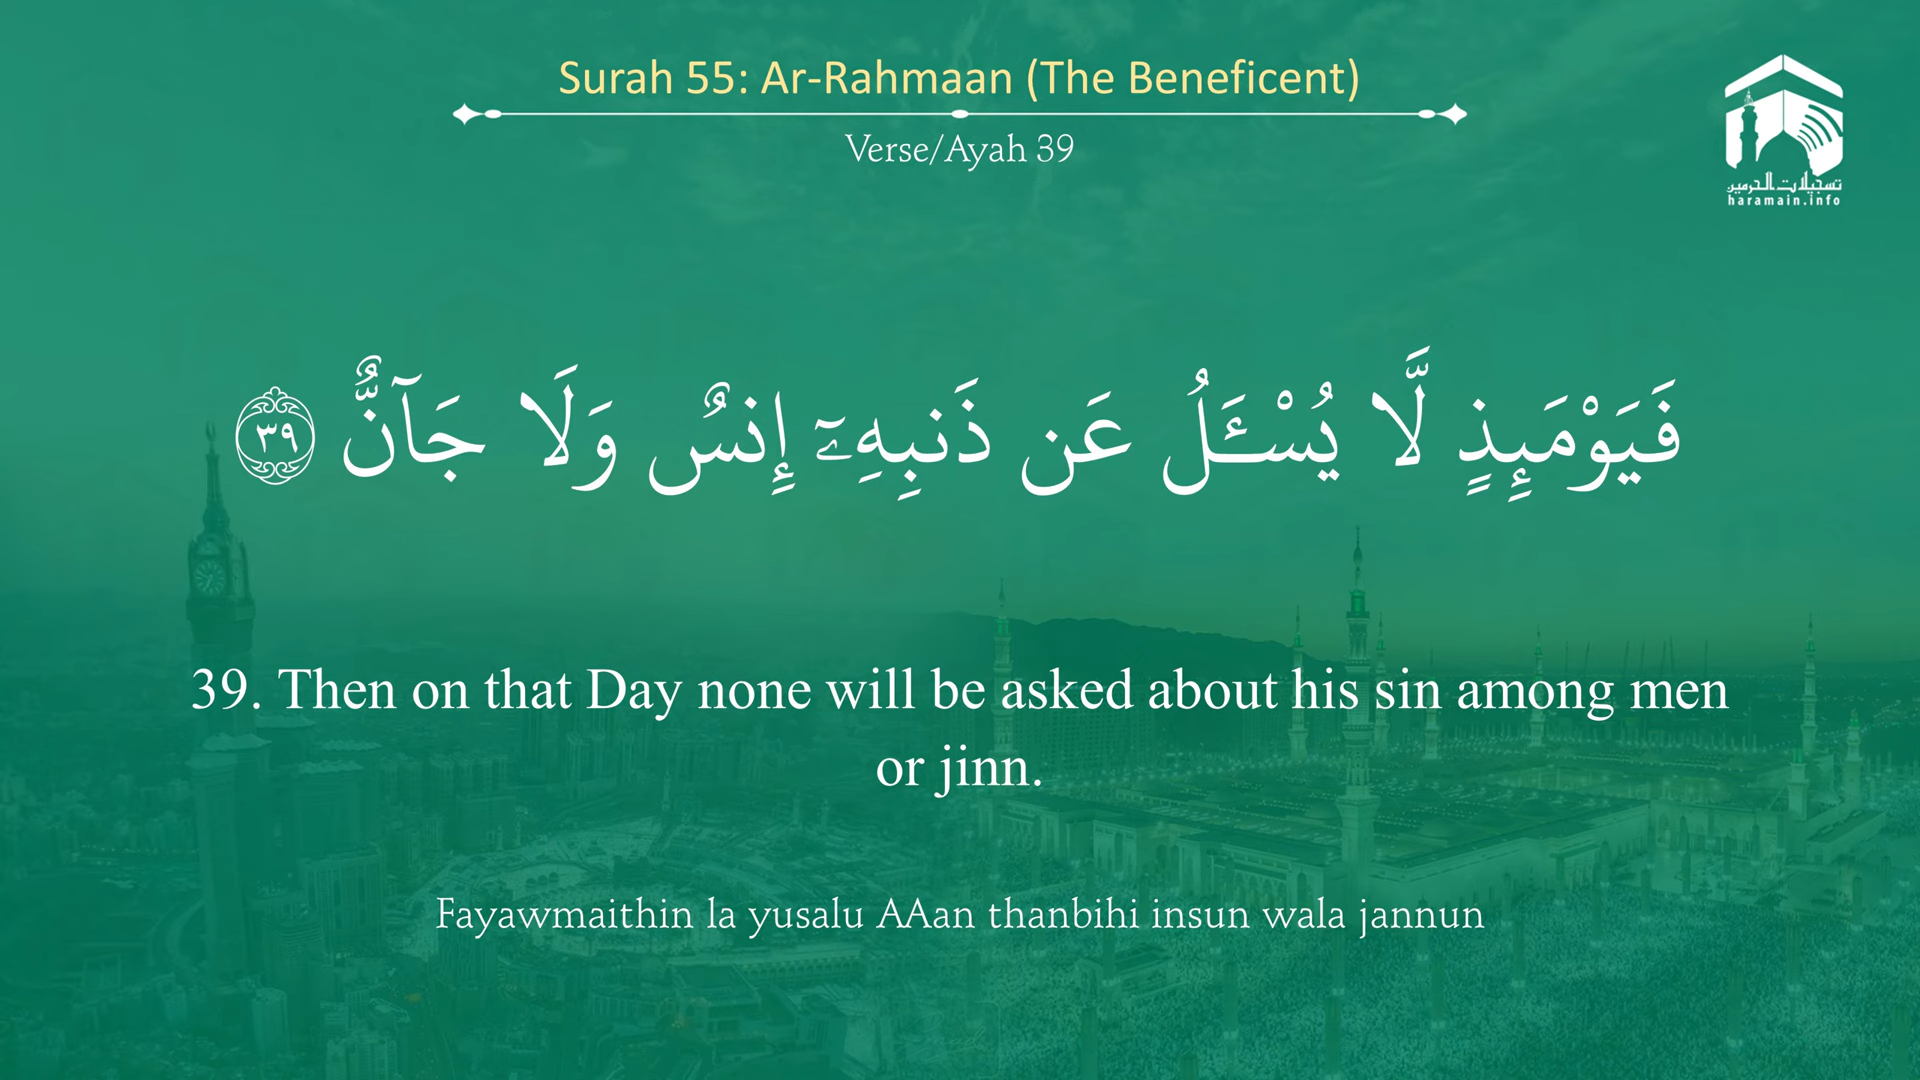 Surah 55: Ar-Rahmaan (The Beneficent)
Verse/Ayah 39
تسجيلات الحرمين
haramain.info
فَيَوْمَئِذٍ لَّا يُسْـَٔلُ عَن ذَنبِهِۦٓ إِنسٌ وَلَا جَآنٌّ ٣٩
39. Then on that Day none will be asked about his sin among men
or jinn.
Fayawmaithin la yusalu AAan thanbihi insun wala jannun